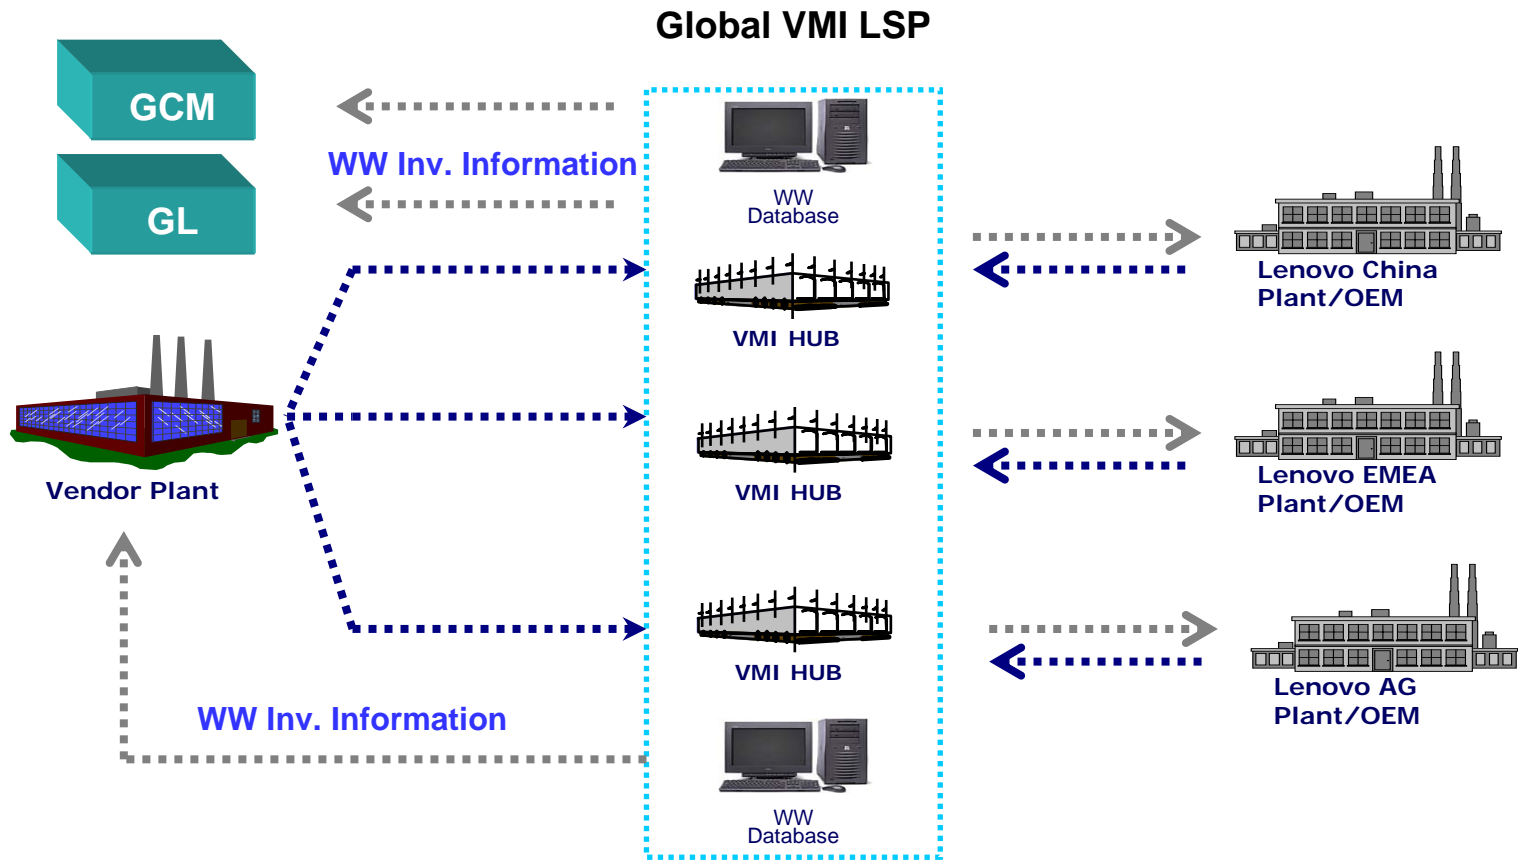 Global VMI LSP
GCM
WW Inv. Information
GL
WW
Database
VMI HUB
Lenovo China
Plant/OEM
Vendor Plant
VMI HUB
Lenovo EMEA
Plant/OEM
VMI HUB
Lenovo AG
Plant/OEM
WW Inv. Information
WW
Database